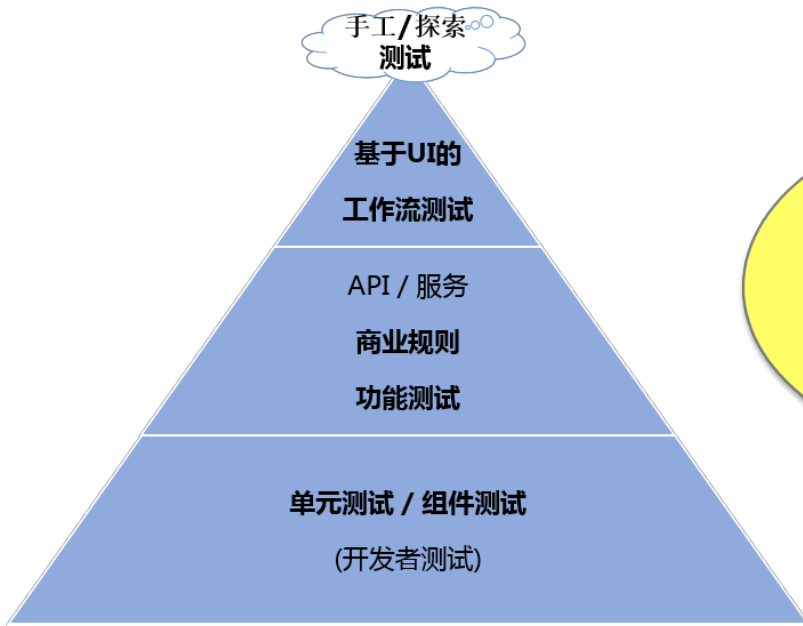 手工/探索
测试
基于UI的
工作流测试
API / 服务
商业规则
功能测试
单元测试 / 组件测试
(开发者测试)